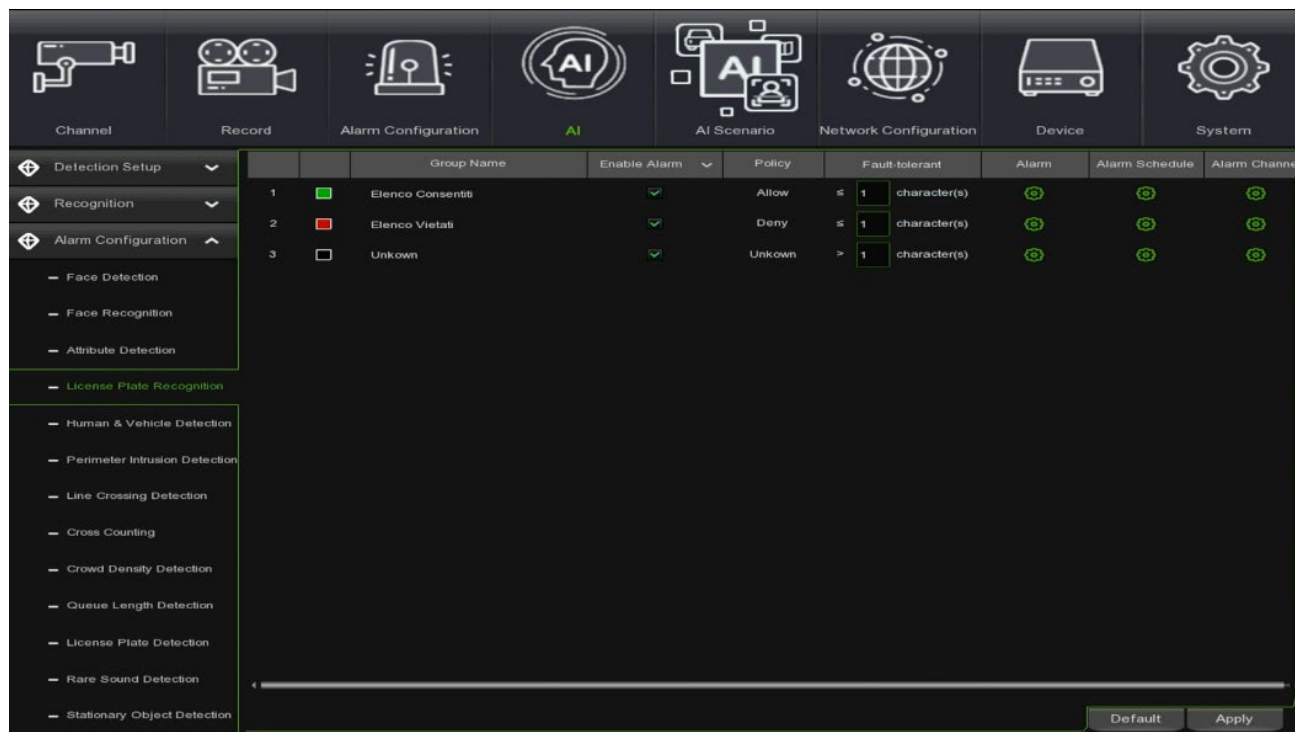 AI
AI
Channel Record Alarm Configuration AI AI Scenario Network Configuration Device System
Detection Setup
Recognition
Alarm Configuration
Face Detection
Face Recognition
Attribute Detection
License Plate Recognition
Human & Vehicle Detection
Perimeter Intrusion Detection
Line Crossing Detection
Cross Counting
Crowd Density Detection
Queue Length Detection
License Plate Detection
Rare Sound Detection
Stationary Object Detection
Group Name Enable Alarm Policy Fault-tolerant Alarm Alarm Schedule Alarm Channe
1 Elenco Consentiti Allow ≤ 1 character(s)
2 Elenco Vietati Deny ≤ 1 character(s)
3 Unkown Unkown > 1 character(s)
Default Apply